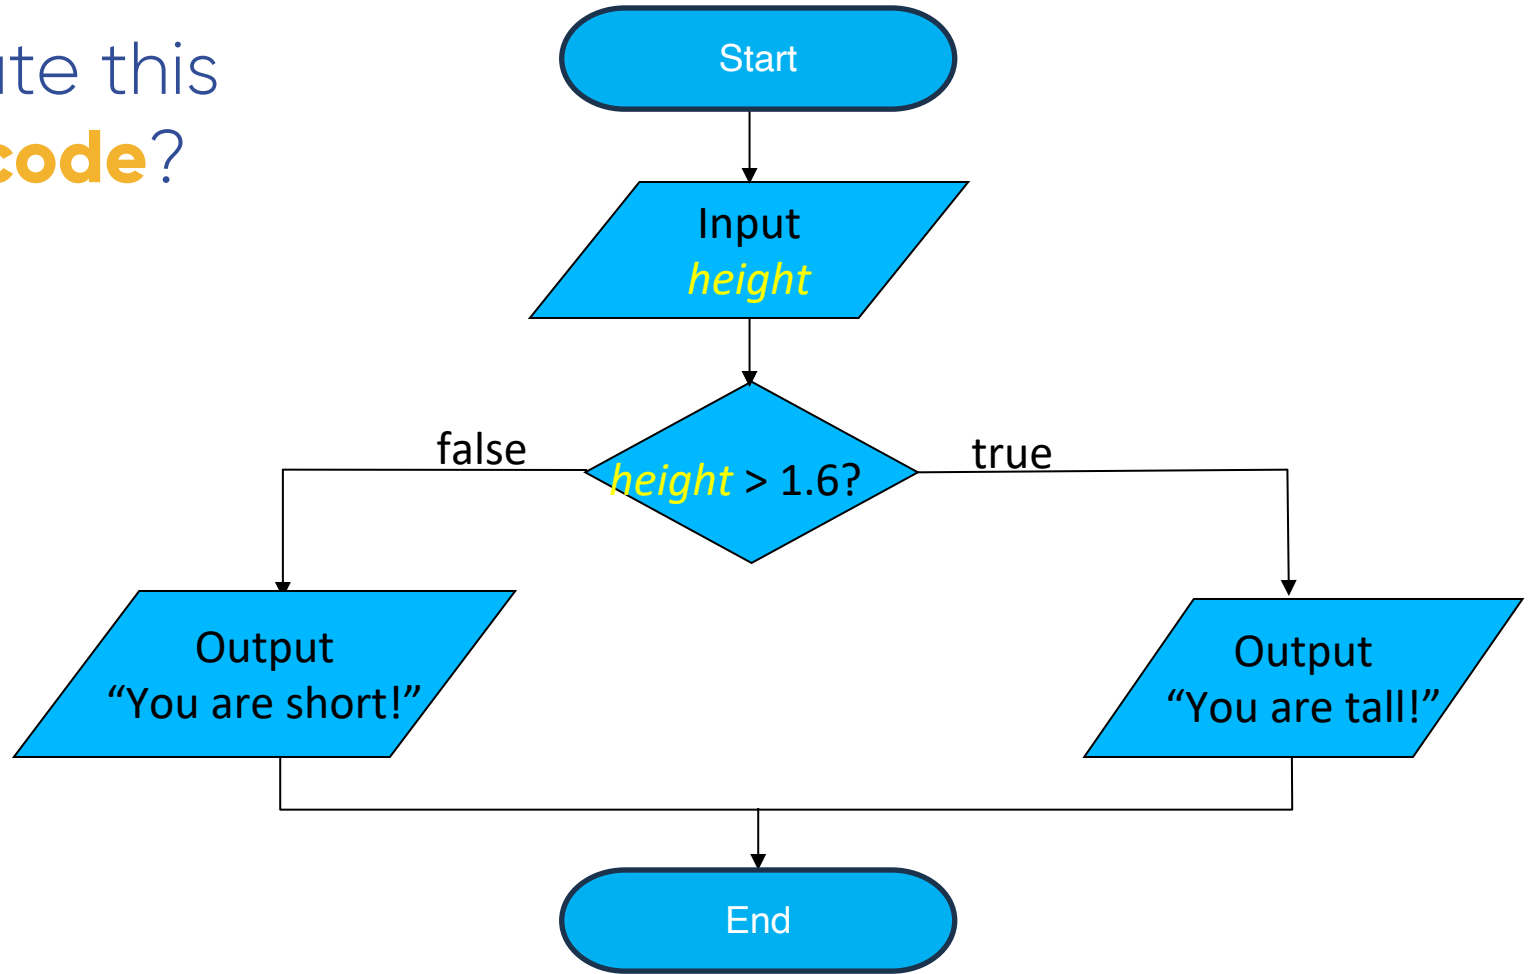 this
code?
Start
Input
height
false
true
height > 1.6?
Output
“You are short!”
Output
“You are tall!”
End